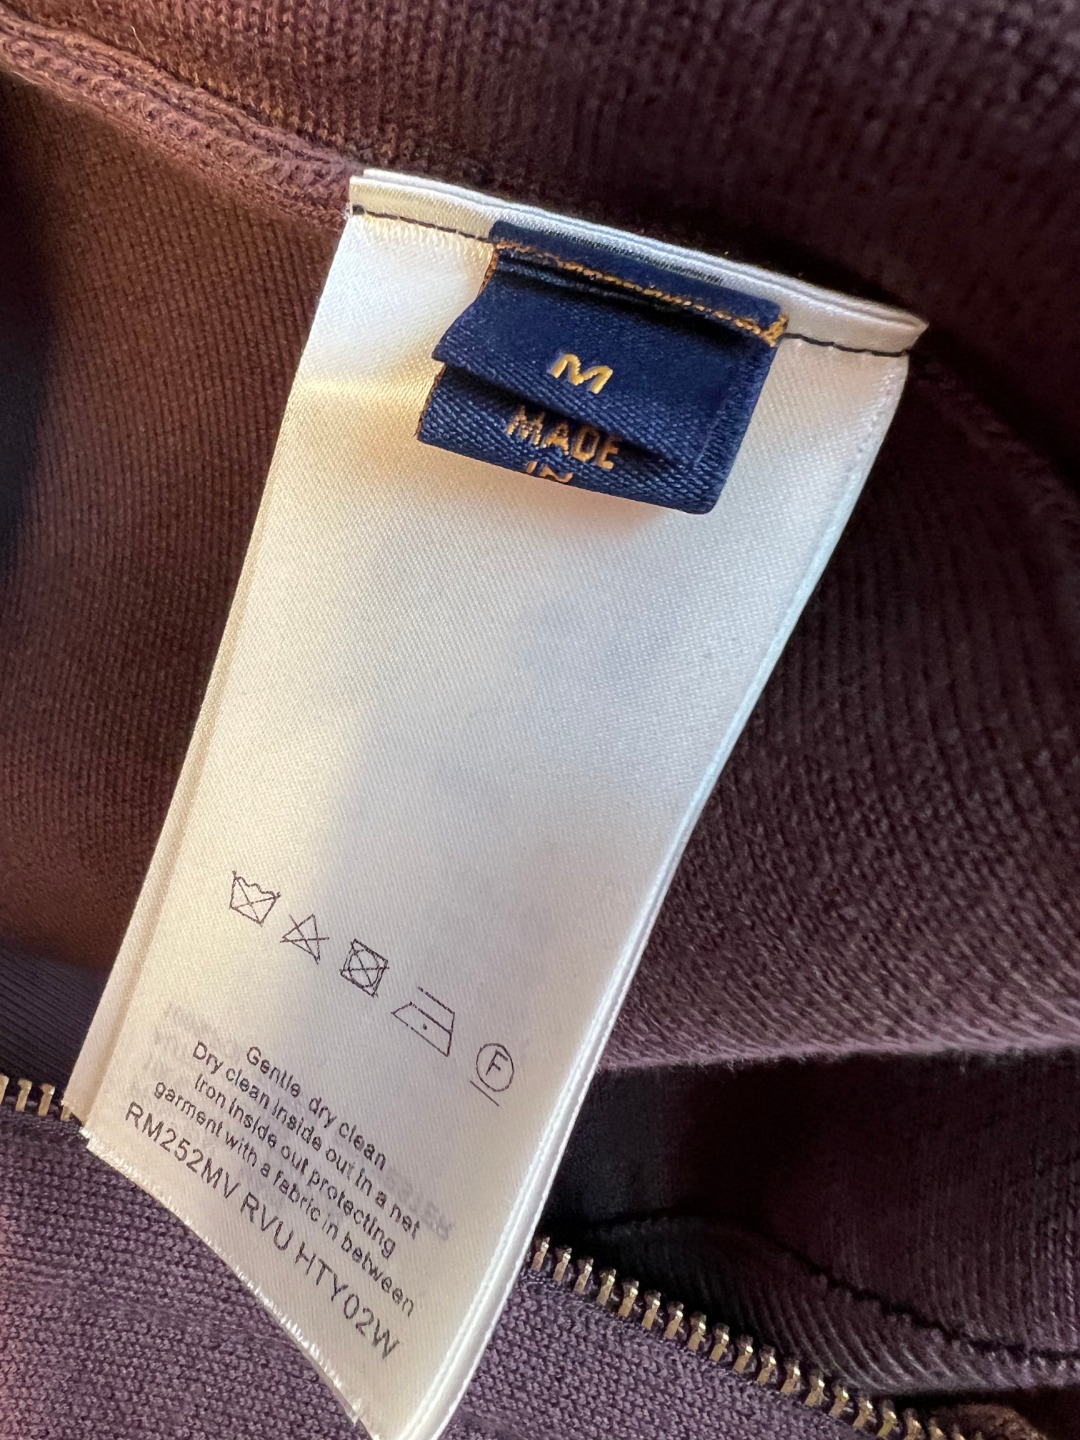 M
MADE
IN
F
Gentle dry clean
Dry clean inside out in a net
Iron inside out protecting
garment with a fabric in between
RM252MV RVU HTY02W